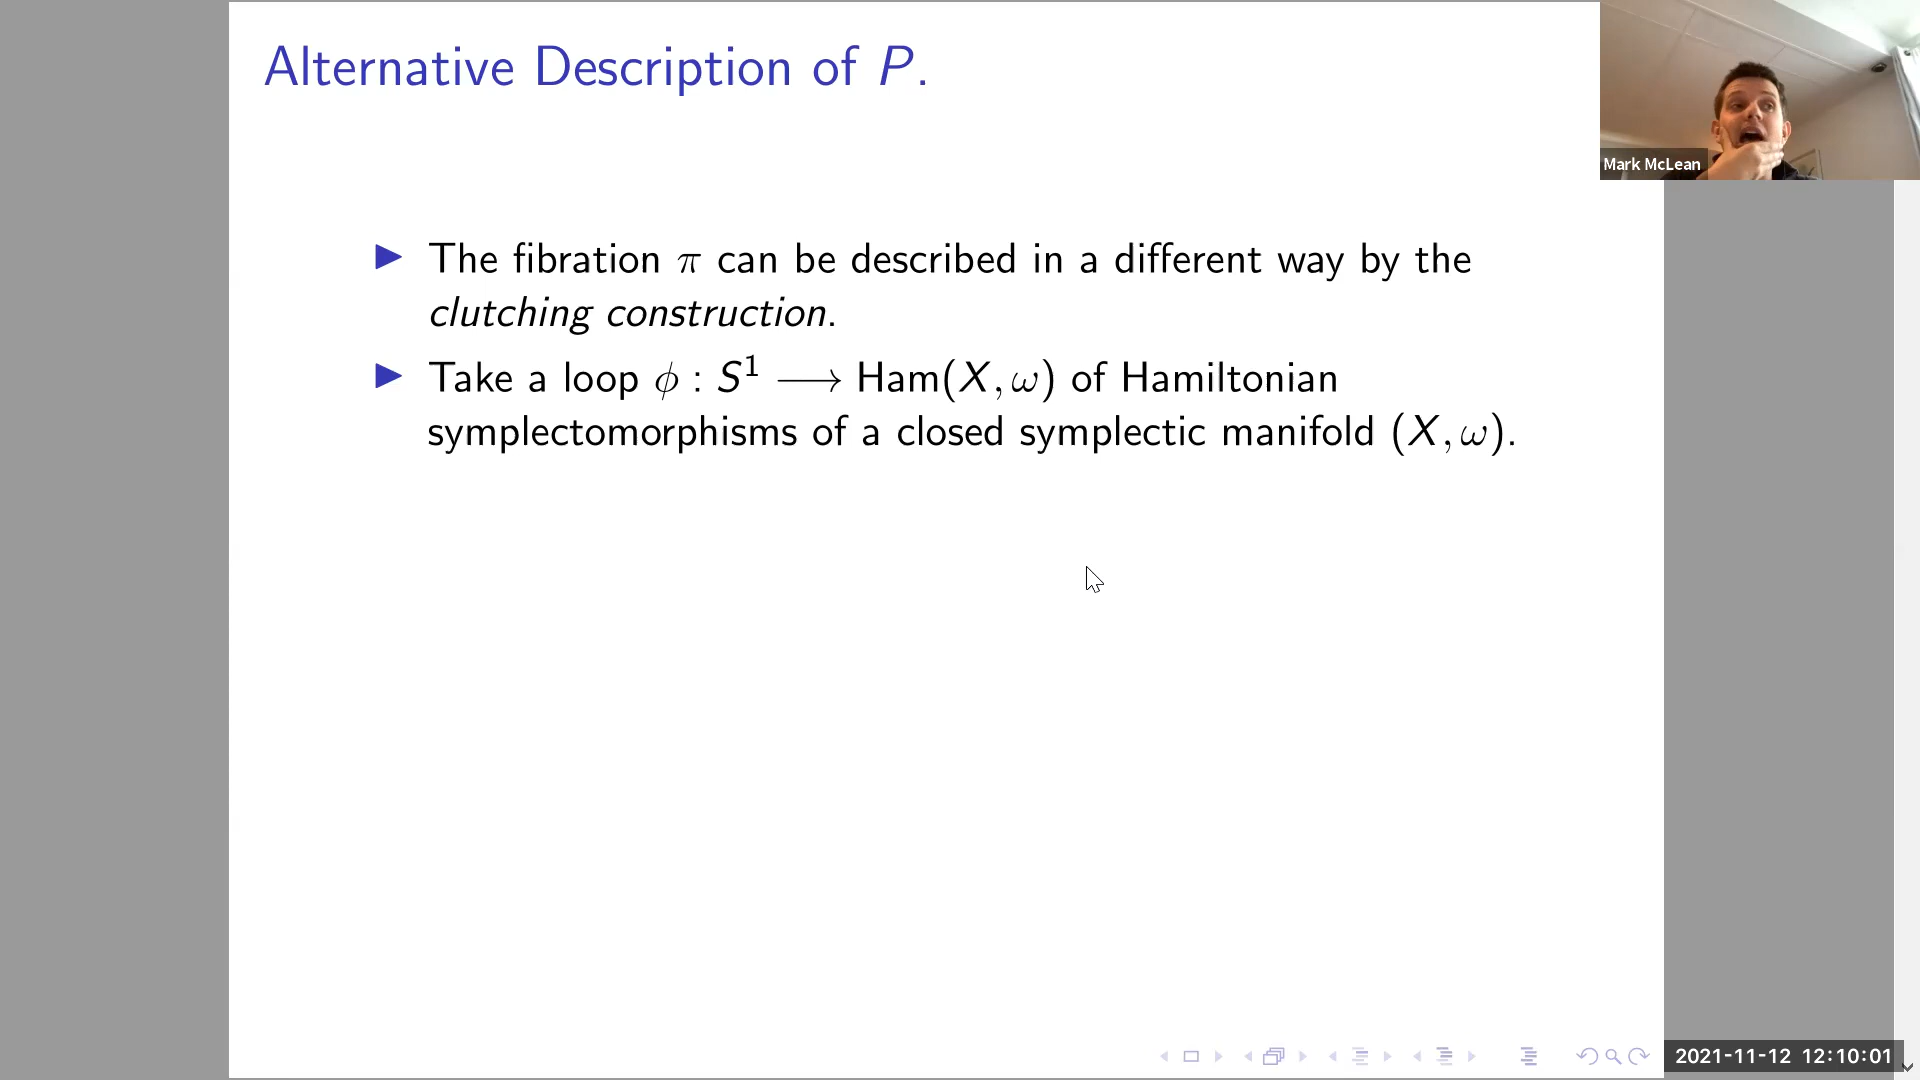 Alternative Description of P.
Mark McLean
▶ The fibration π can be described in a different way by the
clutching construction.
▶ Take a loop ϕ : S¹ ⟶ Ham(X, ω) of Hamiltonian
symplectomorphisms of a closed symplectic manifold (X, ω).
2021-11-12 12:10:01